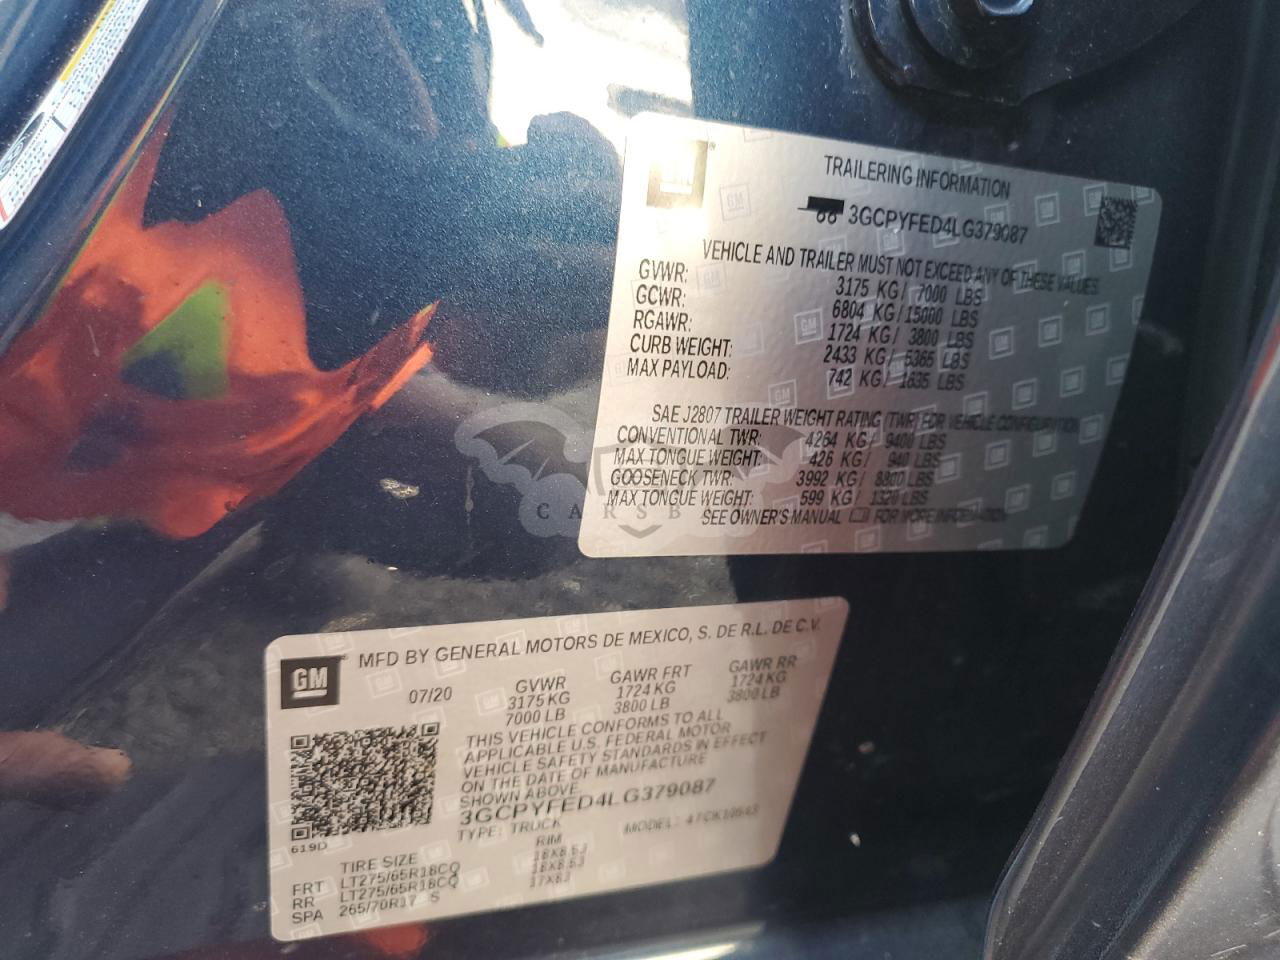 GM
TRAILERING INFORMATION
3GCPYFED4LG379087
VEHICLE AND TRAILER MUST NOT EXCEED ANY OF THESE VALUES
GVWR: 3175 KG/ 7000 LBS
GCWR: 6804 KG/15000 LBS
RGAWR: 1724 KG/ 3800 LBS
CURB WEIGHT: 2433 KG/ 5365 LBS
MAX PAYLOAD: 742 KG/ 1635 LBS
SAE J2807 TRAILER WEIGHT RATING (TWR) FOR VEHICLE CONFIGURATION
CONVENTIONAL TWR: 4264 KG/ 9400 LBS
MAX TONGUE WEIGHT: 426 KG/ 940 LBS
GOOSENECK TWR: 3992 KG/ 8800 LBS
MAX TONGUE WEIGHT: 599 KG/ 1320 LBS
SEE OWNER'S MANUAL FOR MORE INFORMATION
GM
MFD BY GENERAL MOTORS DE MEXICO, S. DE R.L. DE C.V.
07/20
GVWR GAWR FRT GAWR RR
3175 KG 1724 KG 1724 KG
7000 LB 3800 LB 3800 LB
THIS VEHICLE CONFORMS TO ALL
APPLICABLE U.S. FEDERAL MOTOR
VEHICLE SAFETY STANDARDS IN EFFECT
ON THE DATE OF MANUFACTURE
SHOWN ABOVE.
3GCPYFED4LG379087
TYPE: TRUCK MODEL:
619D
TIRE SIZE RIM
FRT LT275/65R18CQ 18X8.5J
RR LT275/65R18CQ 18X8.5J
SPA 265/70R17 S 17X8J